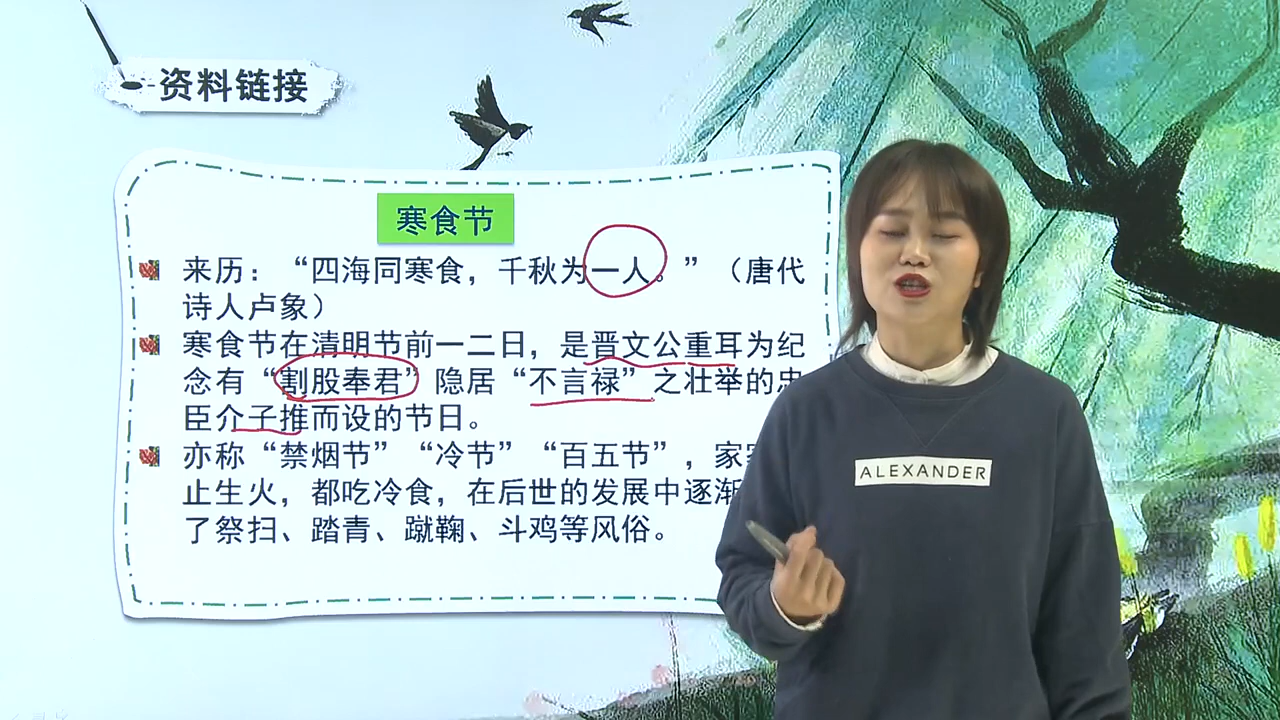 资料链接
寒食节
来历：“四海同寒食，千秋为一人。”（唐代
诗人卢象）
寒食节在清明节前一二日，是晋文公重耳为纪
念有“割股奉君”隐居“不言禄”之壮举的忠
臣介子推而设的节日。
亦称“禁烟节”“冷节”“百五节”，家
止生火，都吃冷食，在后世的发展中逐渐
了祭扫、踏青、蹴鞠、斗鸡等风俗。
ALEXANDER